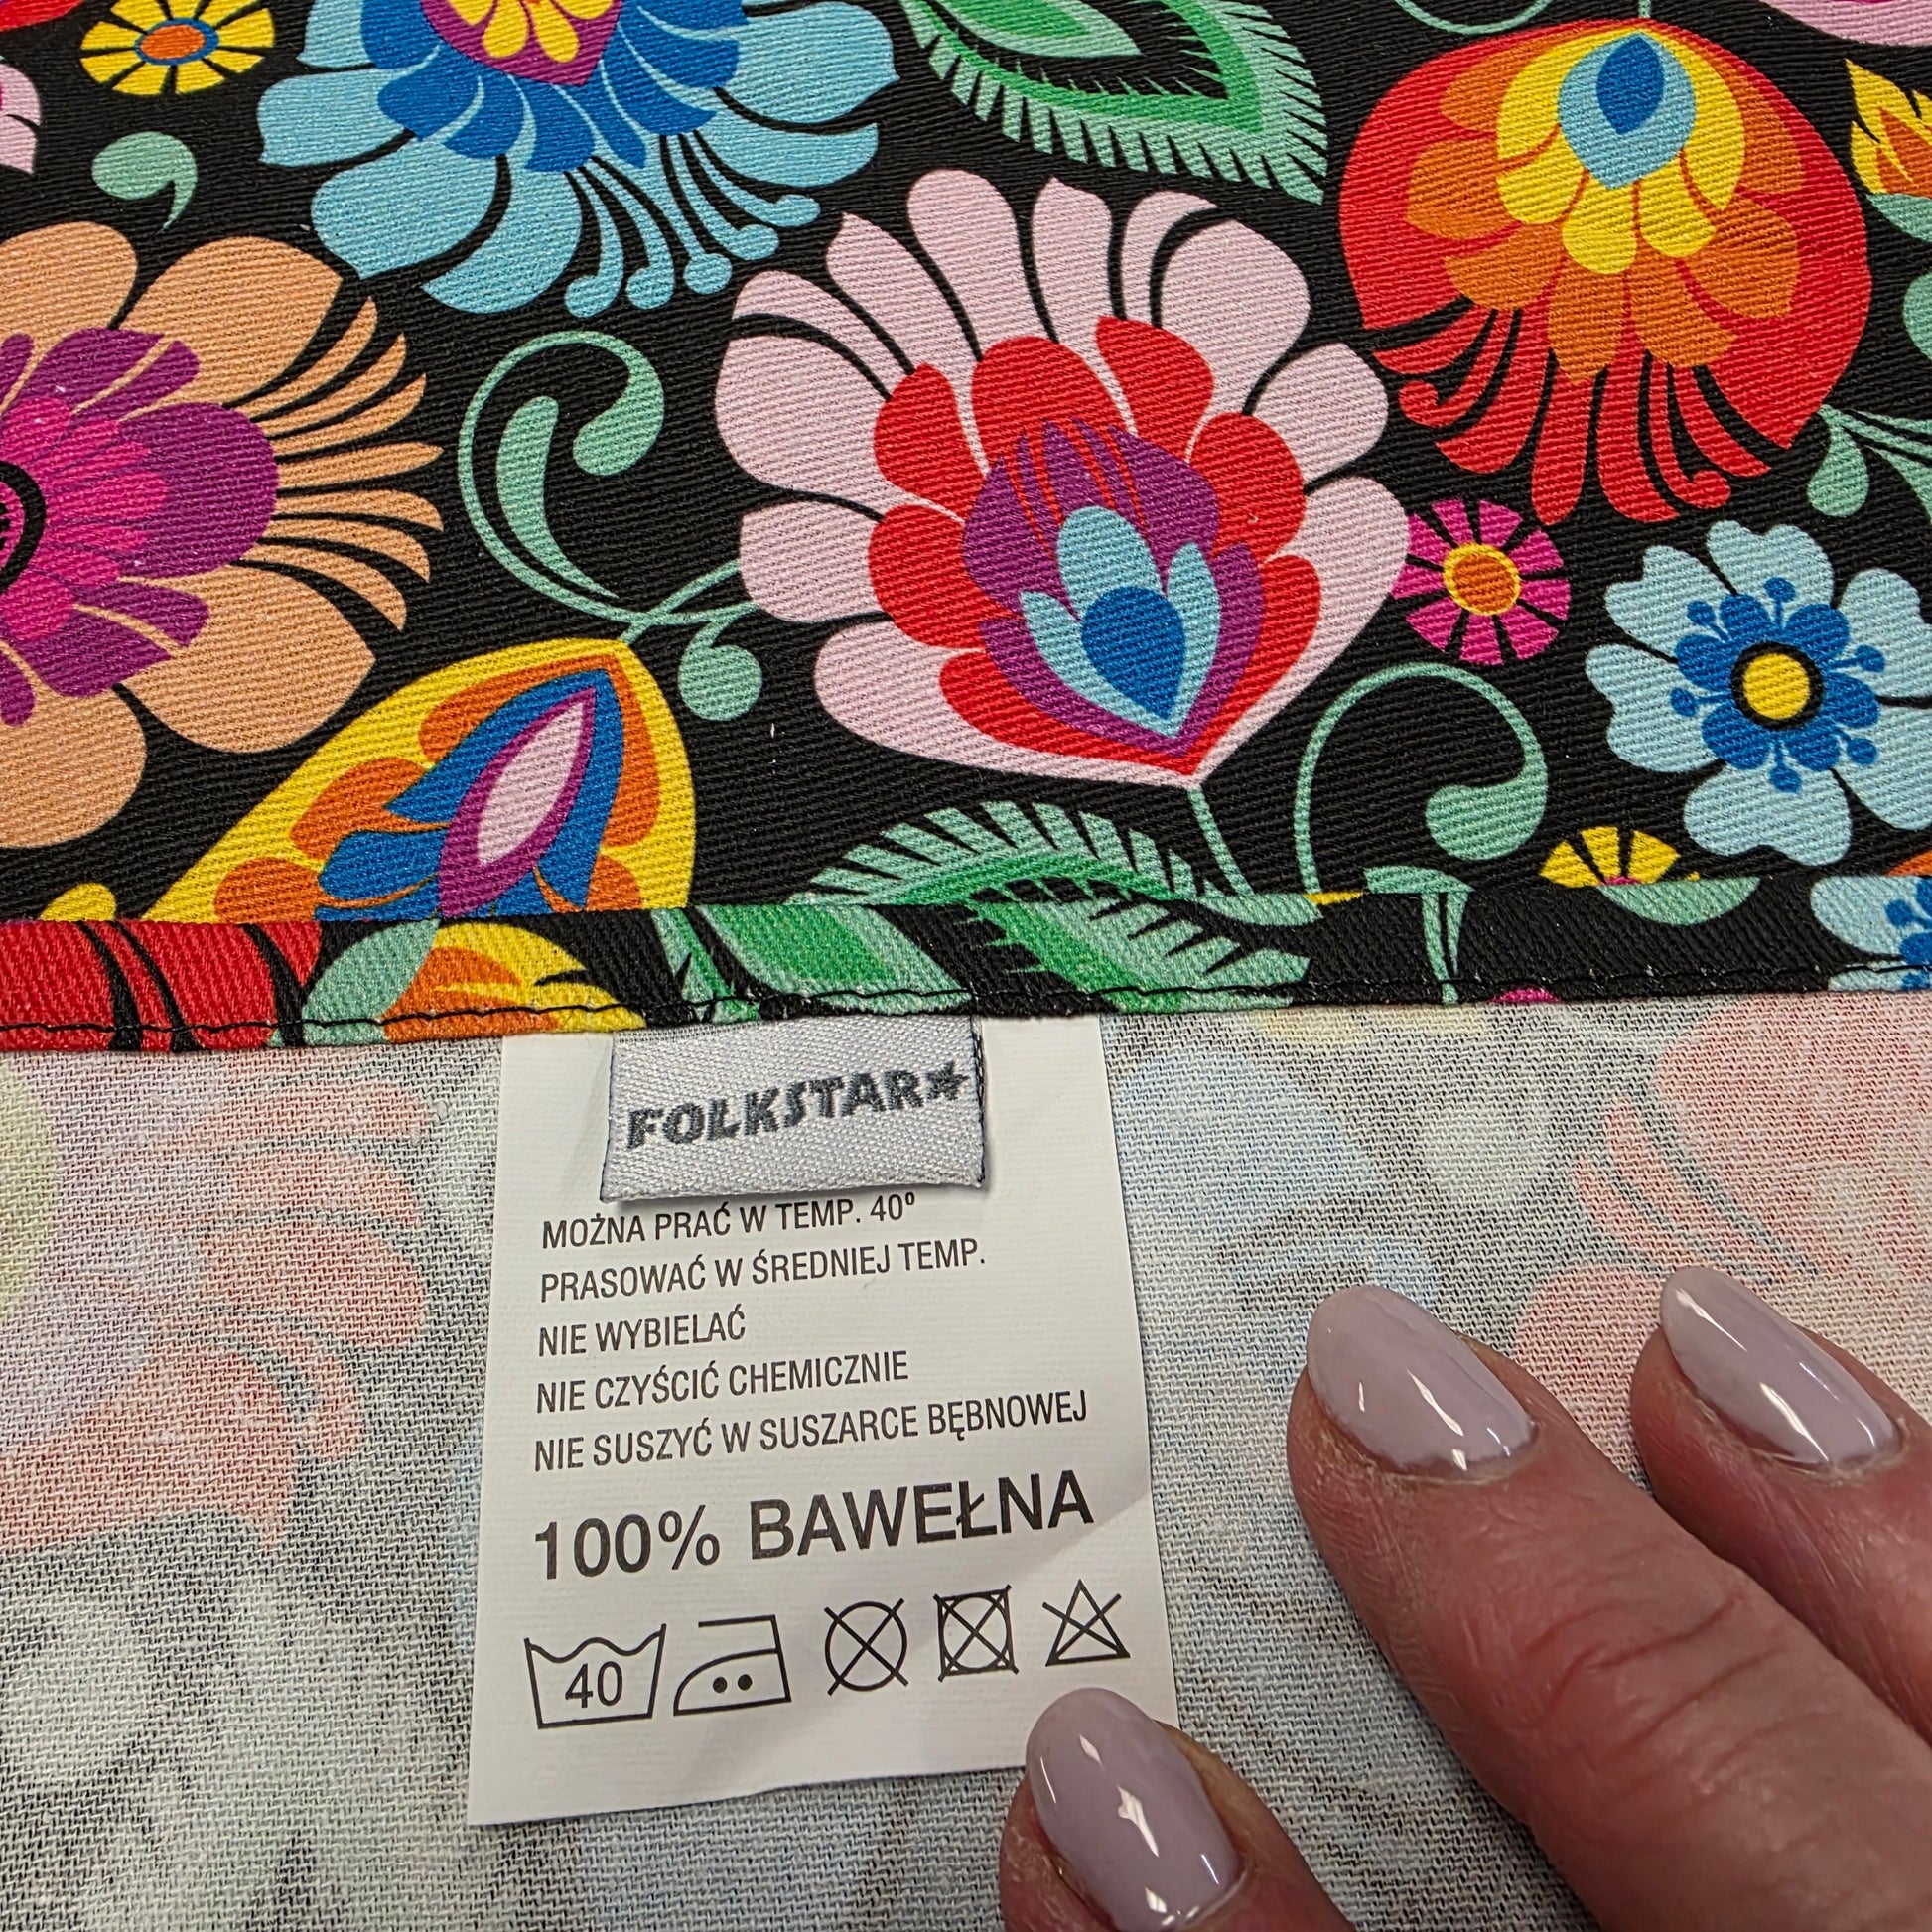 FOLKSTAR★
MOŻNA PRAĆ W TEMP. 40º
PRASOWAĆ W ŚREDNIEJ TEMP.
NIE WYBIELAĆ
NIE CZYŚCIĆ CHEMICZNIE
NIE SUSZYĆ W SUSZARCE BĘBNOWEJ
100% BAWEŁNA
40